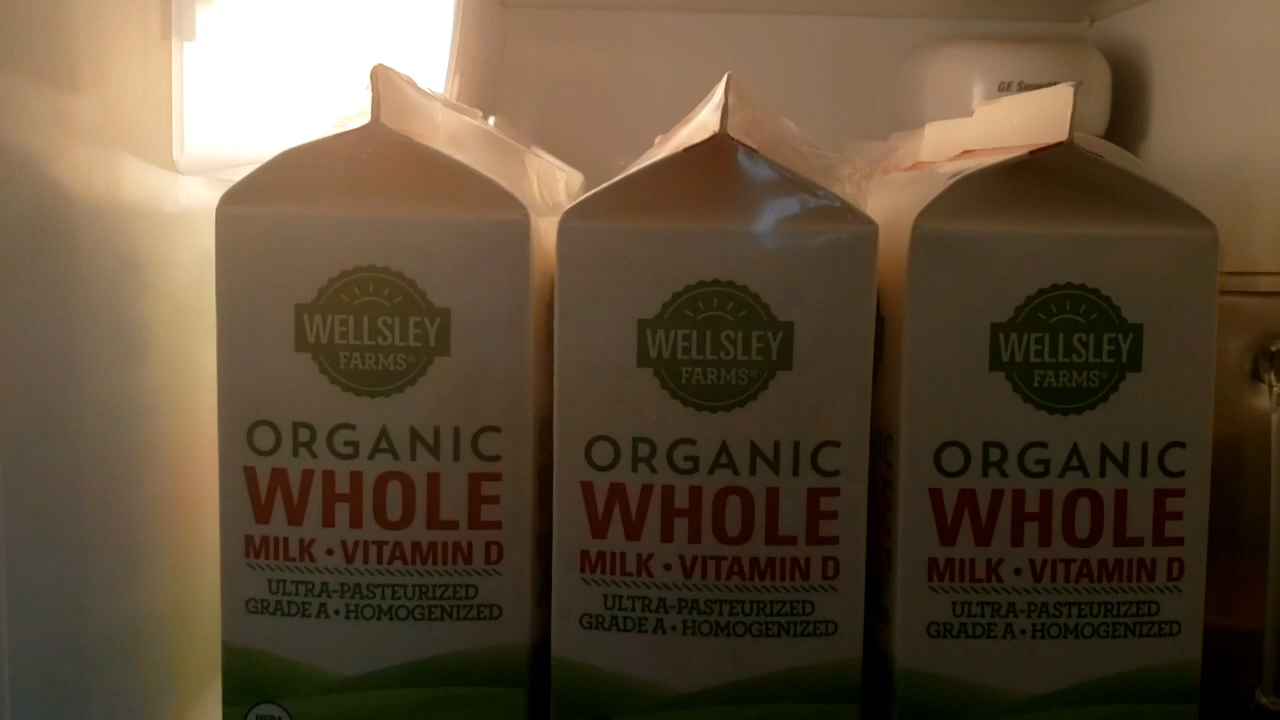 GE
WELLSLEY
FARMS®
ORGANIC
WHOLE
MILK • VITAMIN D
ULTRA-PASTEURIZED
GRADE A • HOMOGENIZED
WELLSLEY
FARMS®
ORGANIC
WHOLE
MILK • VITAMIN D
ULTRA-PASTEURIZED
GRADE A • HOMOGENIZED
WELLSLEY
FARMS®
ORGANIC
WHOLE
MILK • VITAMIN D
ULTRA-PASTEURIZED
GRADE A • HOMOGENIZED